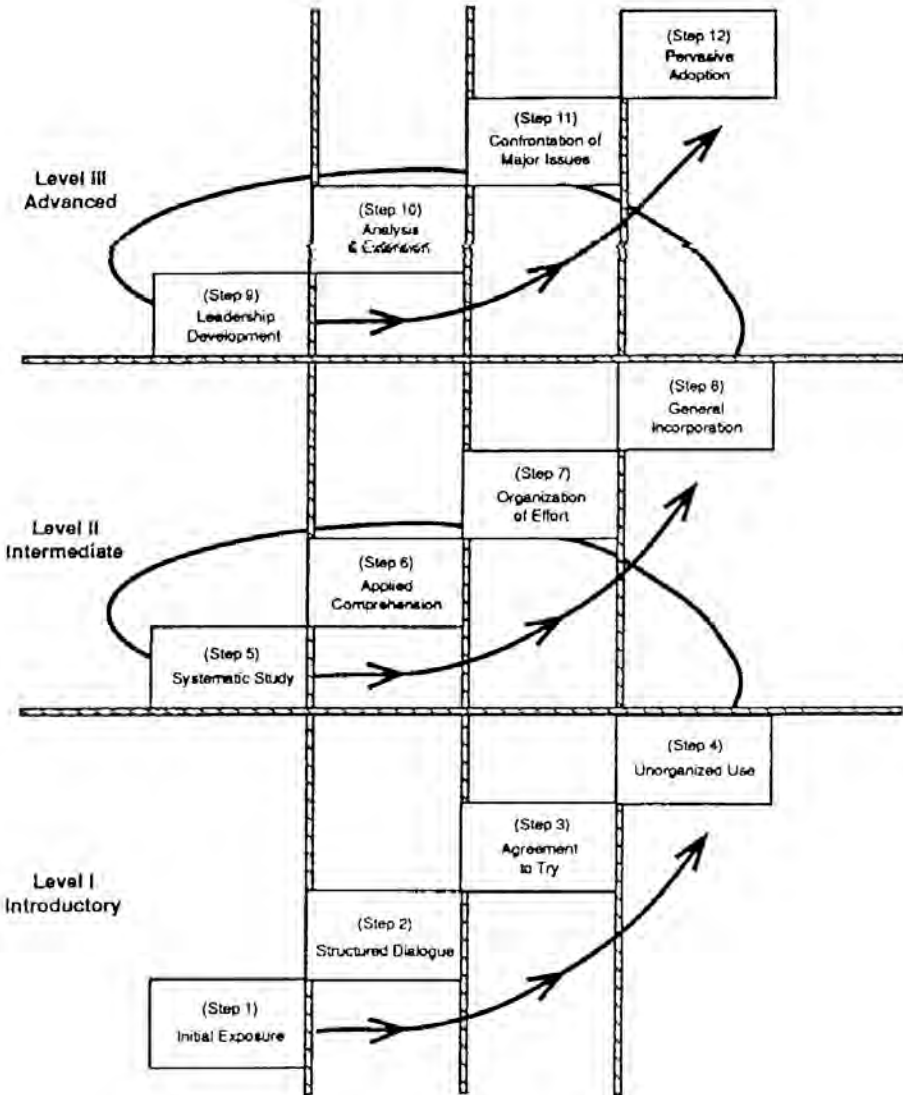 (Step 12)
Pervasive
Adoption
(Step 11)
Confrontation of
Major Issues
Level III
Advanced
(Step 10)
Analysis
& Extension
(Step 9)
Leadership
Development
(Step 8)
General
Incorporation
(Step 7)
Organization
of Effort
Level II
Intermediate
(Step 6)
Applied
Comprehension
(Step 5)
Systematic Study
(Step 4)
Unorganized Use
(Step 3)
Agreement
to Try
Level I
Introductory
(Step 2)
Structured Dialogue
(Step 1)
Initial Exposure